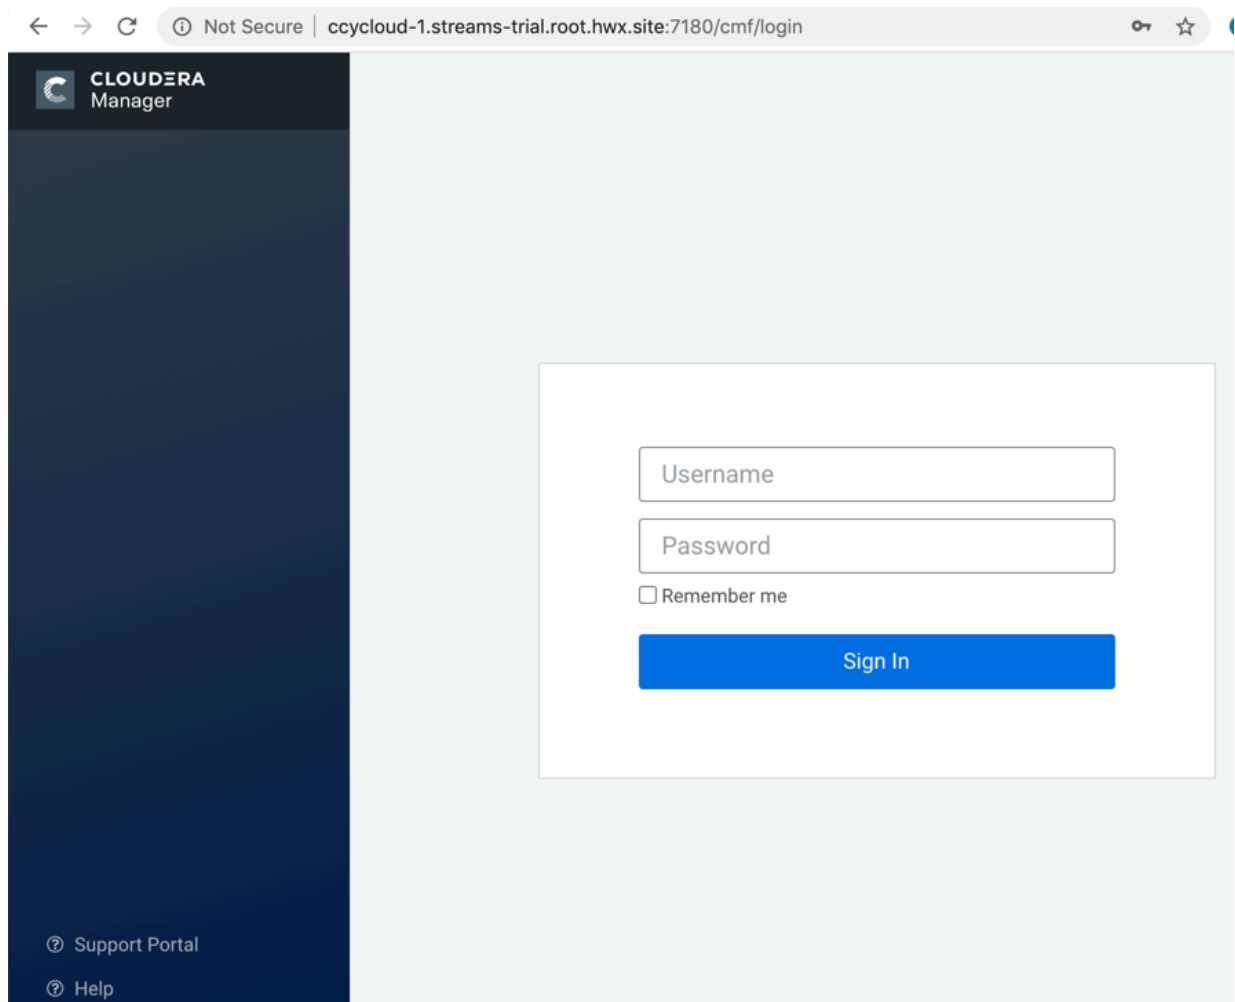 Not Secure | ccycloud-1.streams-trial.root.hwx.site:7180/cmf/login
CLOUDERA
Manager
Username
Password
Remember me
Sign In
Support Portal
Help